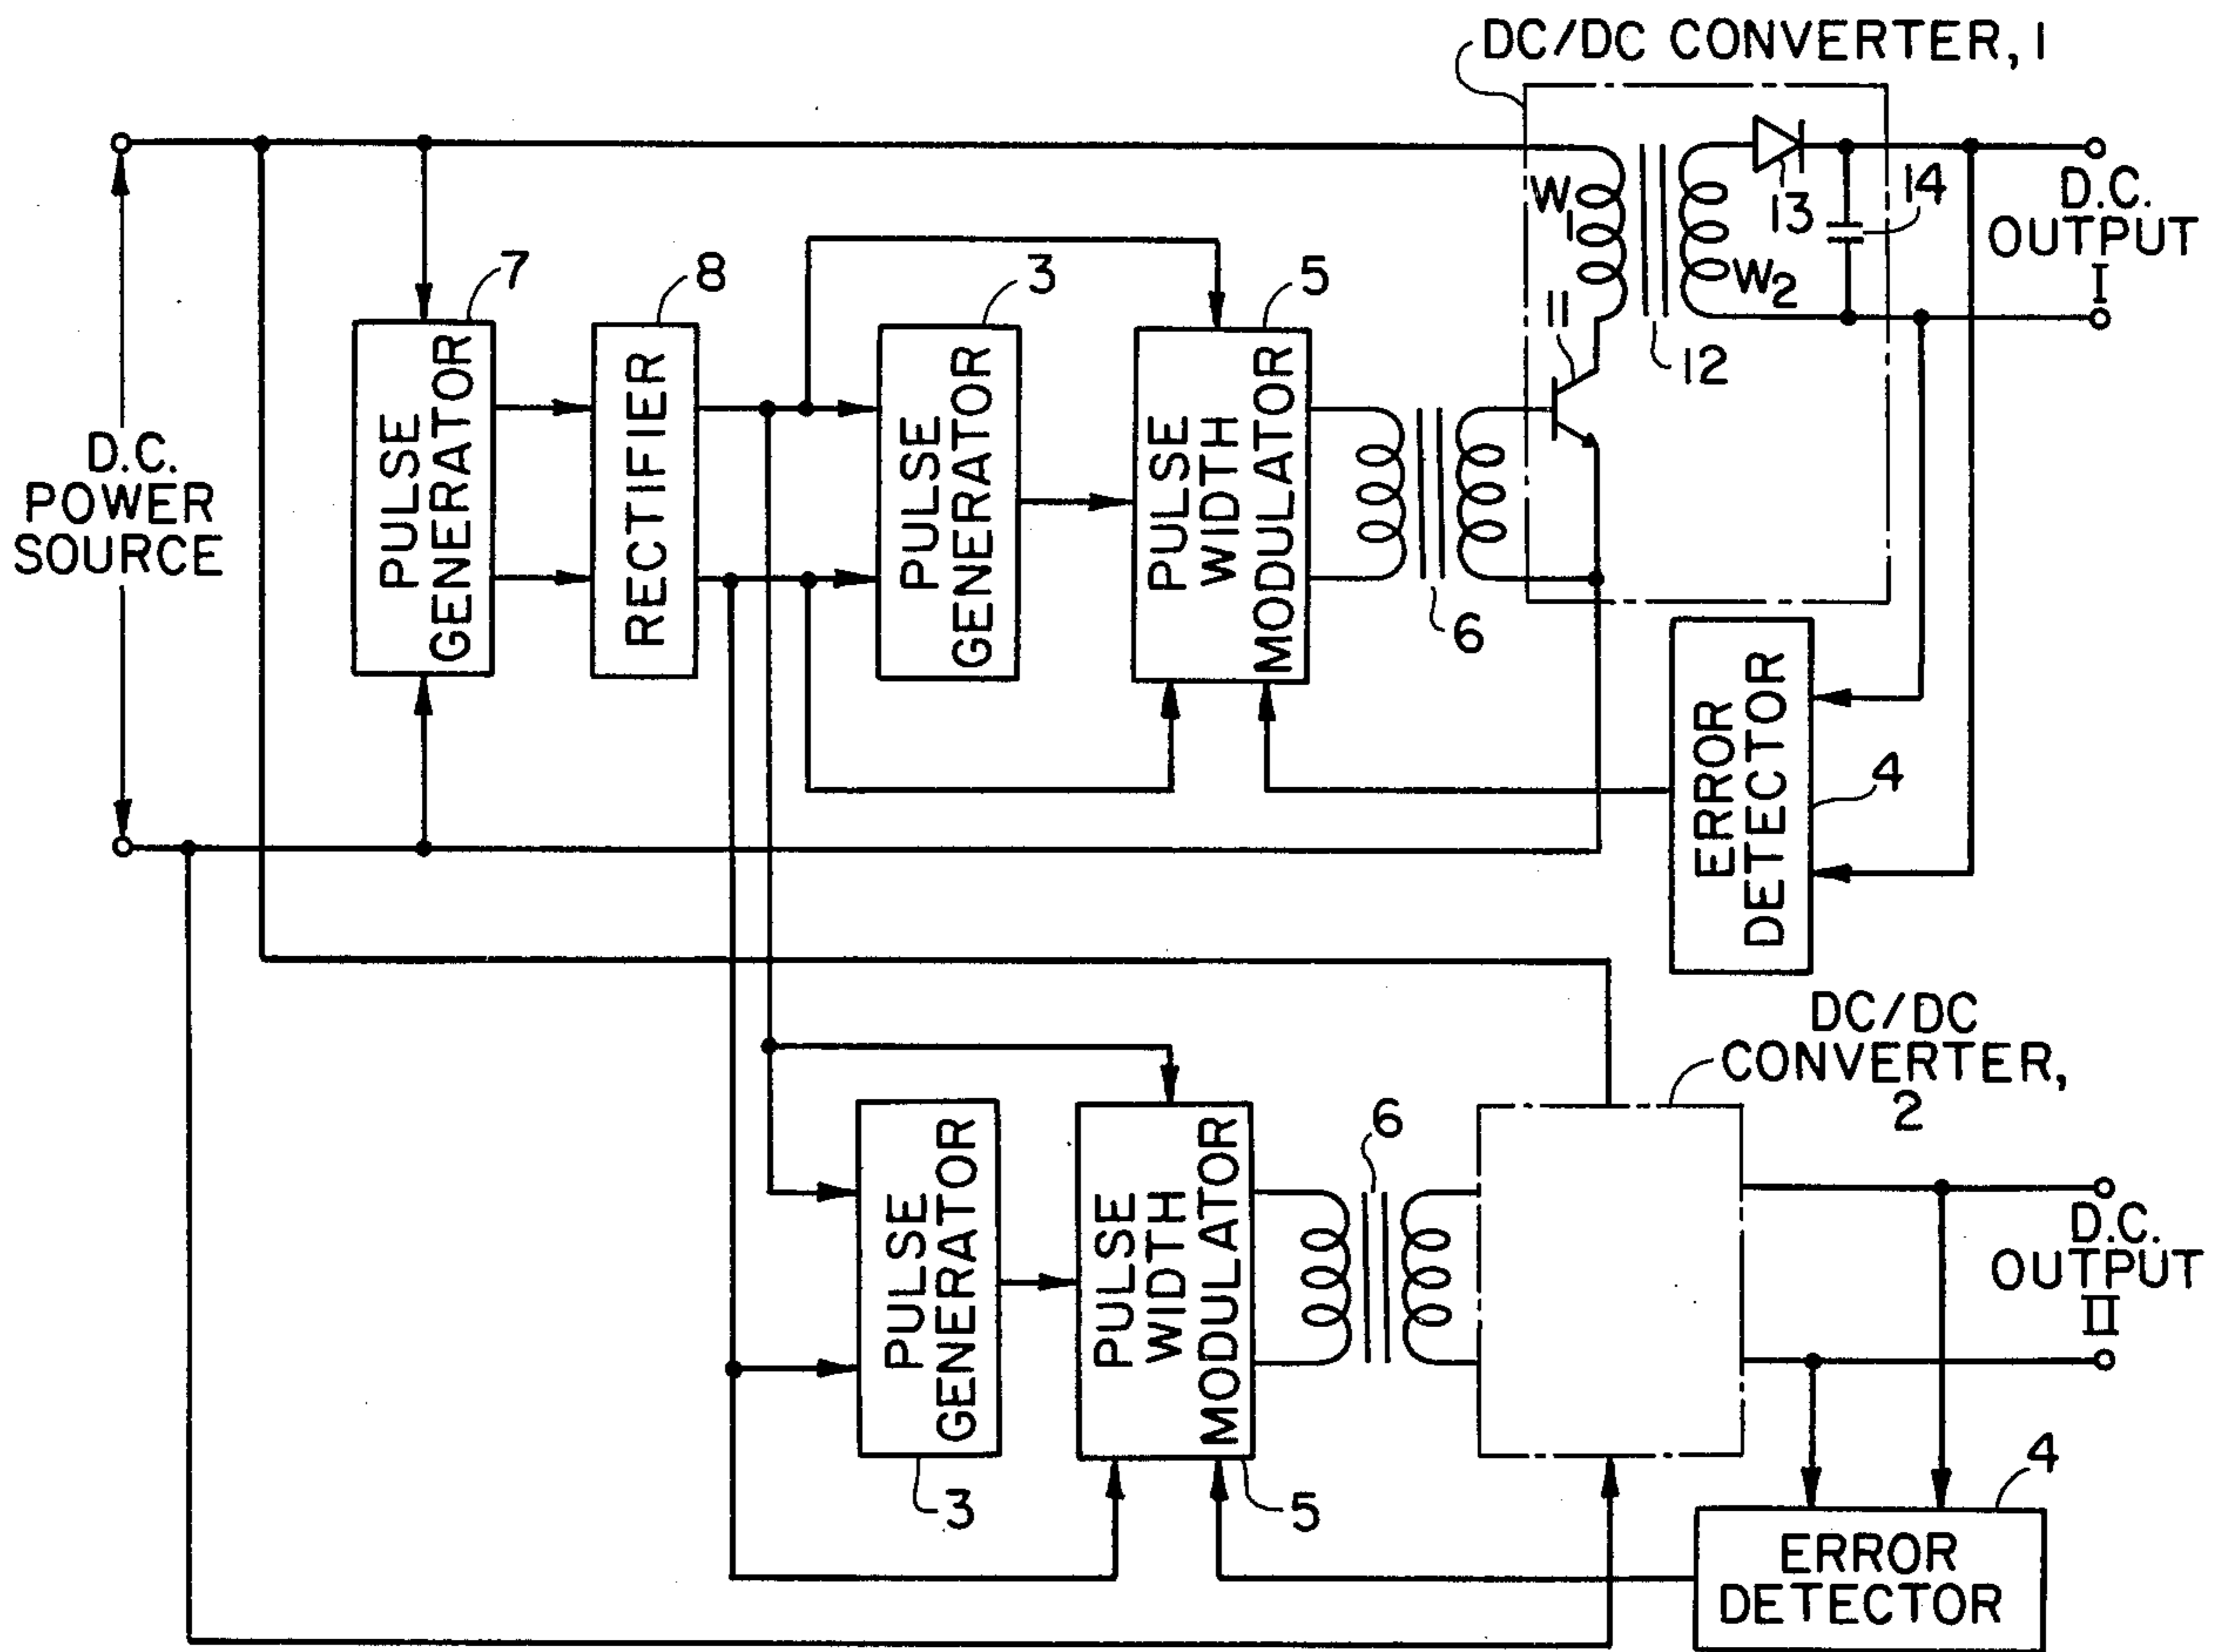 DC/DC CONVERTER, 1
W1
W2
13
14
D.C.
OUTPUT
I
11
12
7
8
3
5
D.C.
POWER
SOURCE
PULSE
GENERATOR
RECTIFIER
PULSE
GENERATOR
PULSE
WIDTH
MODULATOR
6
ERROR
DETECTOR
4
DC/DC
CONVERTER,
2
6
PULSE
GENERATOR
3
PULSE
WIDTH
MODULATOR
5
D.C.
OUTPUT
II
4
ERROR
DETECTOR